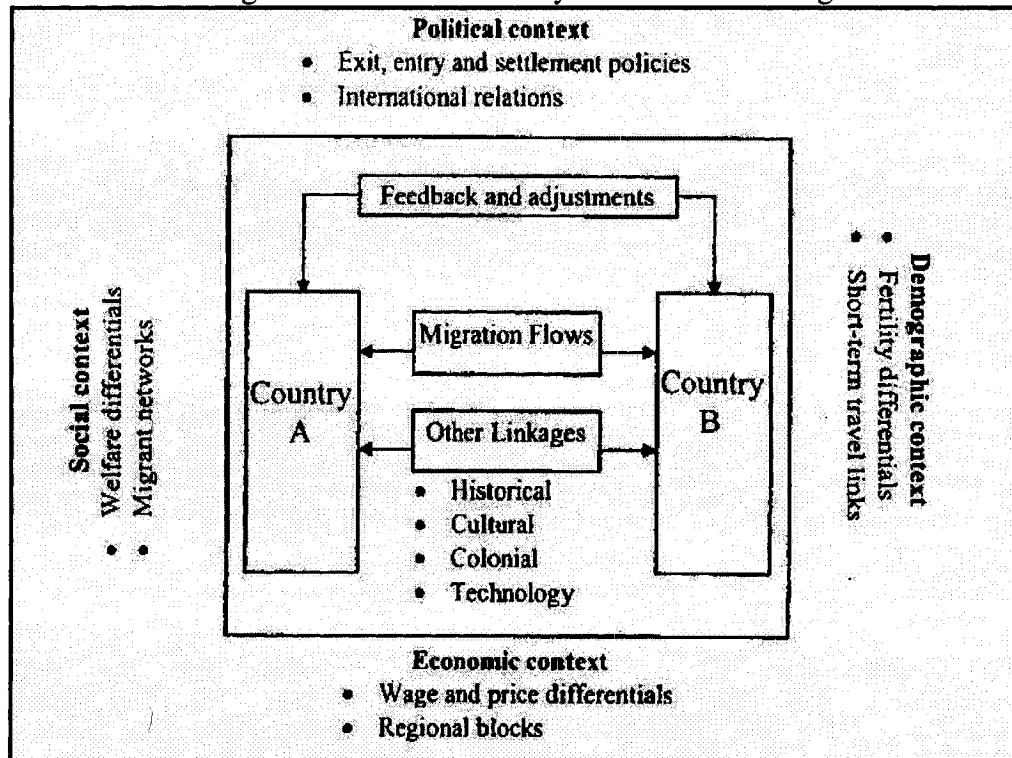 Political context
• Exit, entry and settlement policies
• International relations
Feedback and adjustments
Social context
• Welfare differentials
• Migrant networks
Country
A
Migration Flows
Other Linkages
• Historical
• Cultural
• Colonial
• Technology
Country
B
Demographic context
• Fertility differentials
• Short-term travel links
Economic context
• Wage and price differentials
• Regional blocks